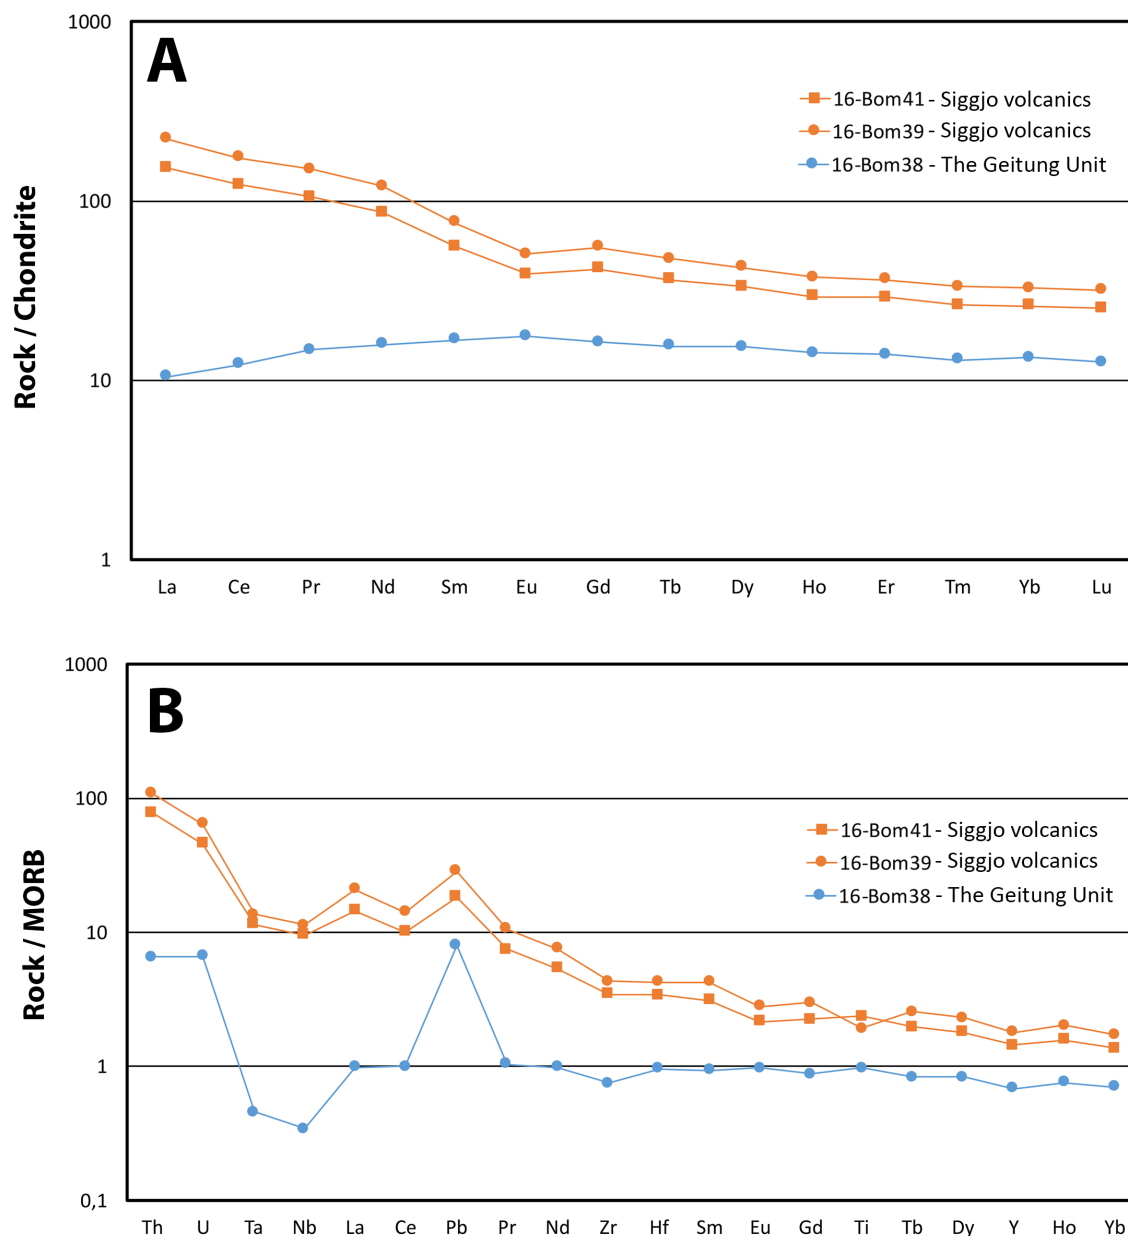 A
1000
16-Bom41 - Siggjo volcanics
16-Bom39 - Siggjo volcanics
16-Bom38 - The Geitung Unit
100
Rock / Chondrite
10
1
La Ce Pr Nd Sm Eu Gd Tb Dy Ho Er Tm Yb Lu
B
1000
100
16-Bom41 - Siggjo volcanics
16-Bom39 - Siggjo volcanics
16-Bom38 - The Geitung Unit
10
Rock / MORB
1
0,1
Th U Ta Nb La Ce Pb Pr Nd Zr Hf Sm Eu Gd Ti Tb Dy Y Ho Yb